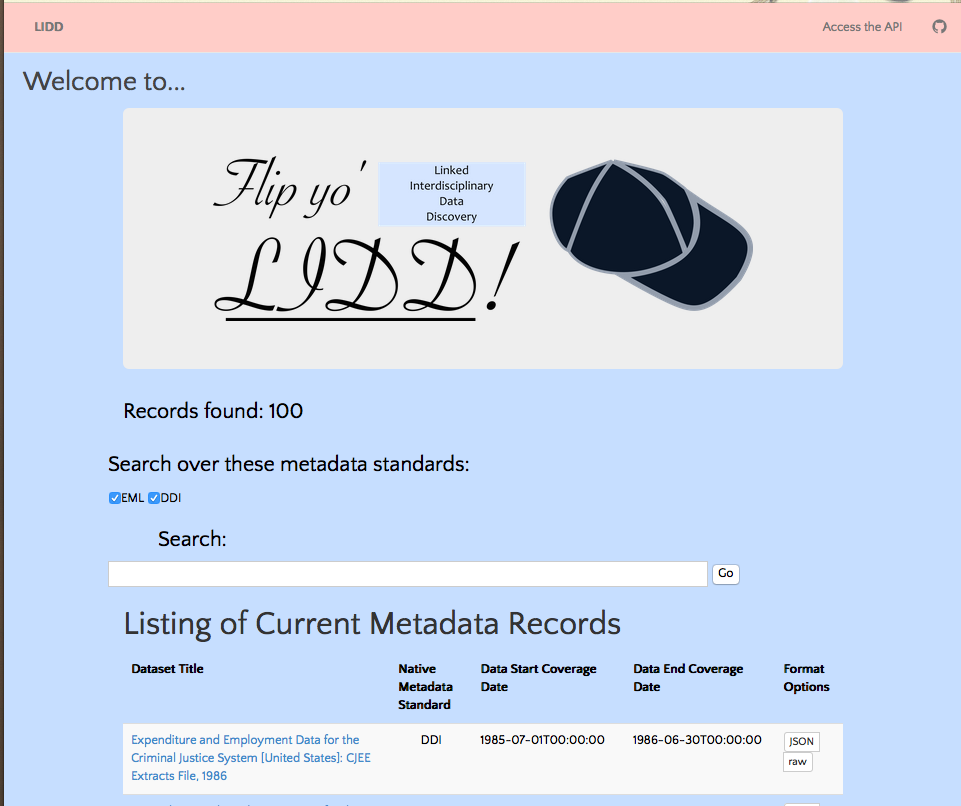 LIDD
Access the API
Welcome to...
Flip yo'
Linked
Interdisciplinary
Data
Discovery
LIDD!
Records found: 100
Search over these metadata standards:
EML DDI
Search:
Go
Listing of Current Metadata Records
Dataset Title
Native
Metadata
Standard
Data Start Coverage
Date
Data End Coverage
Date
Format
Options
Expenditure and Employment Data for the
Criminal Justice System [United States]: CJEE
Extracts File, 1986
DDI
1985-07-01T00:00:00
1986-06-30T00:00:00
JSON
raw